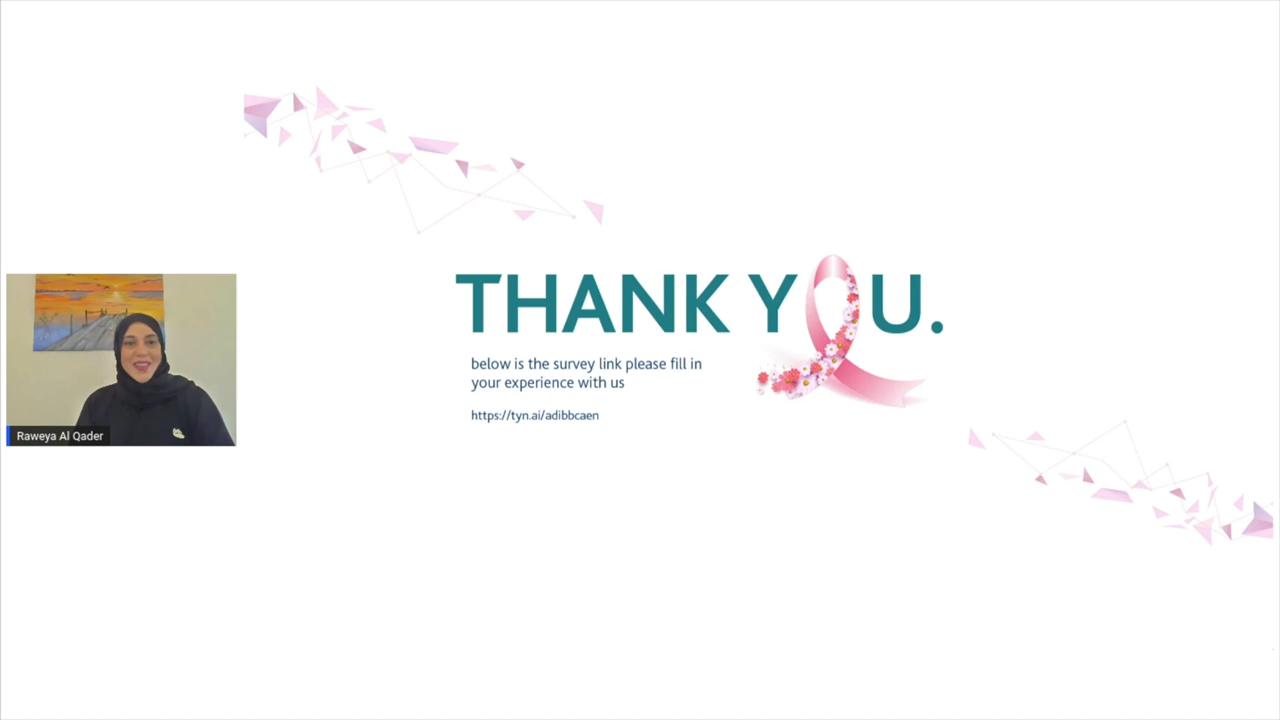 THANK YOU.
below is the survey link please fill in
your experience with us
https://tyn.ai/adibbcaen
Raweya Al Qader